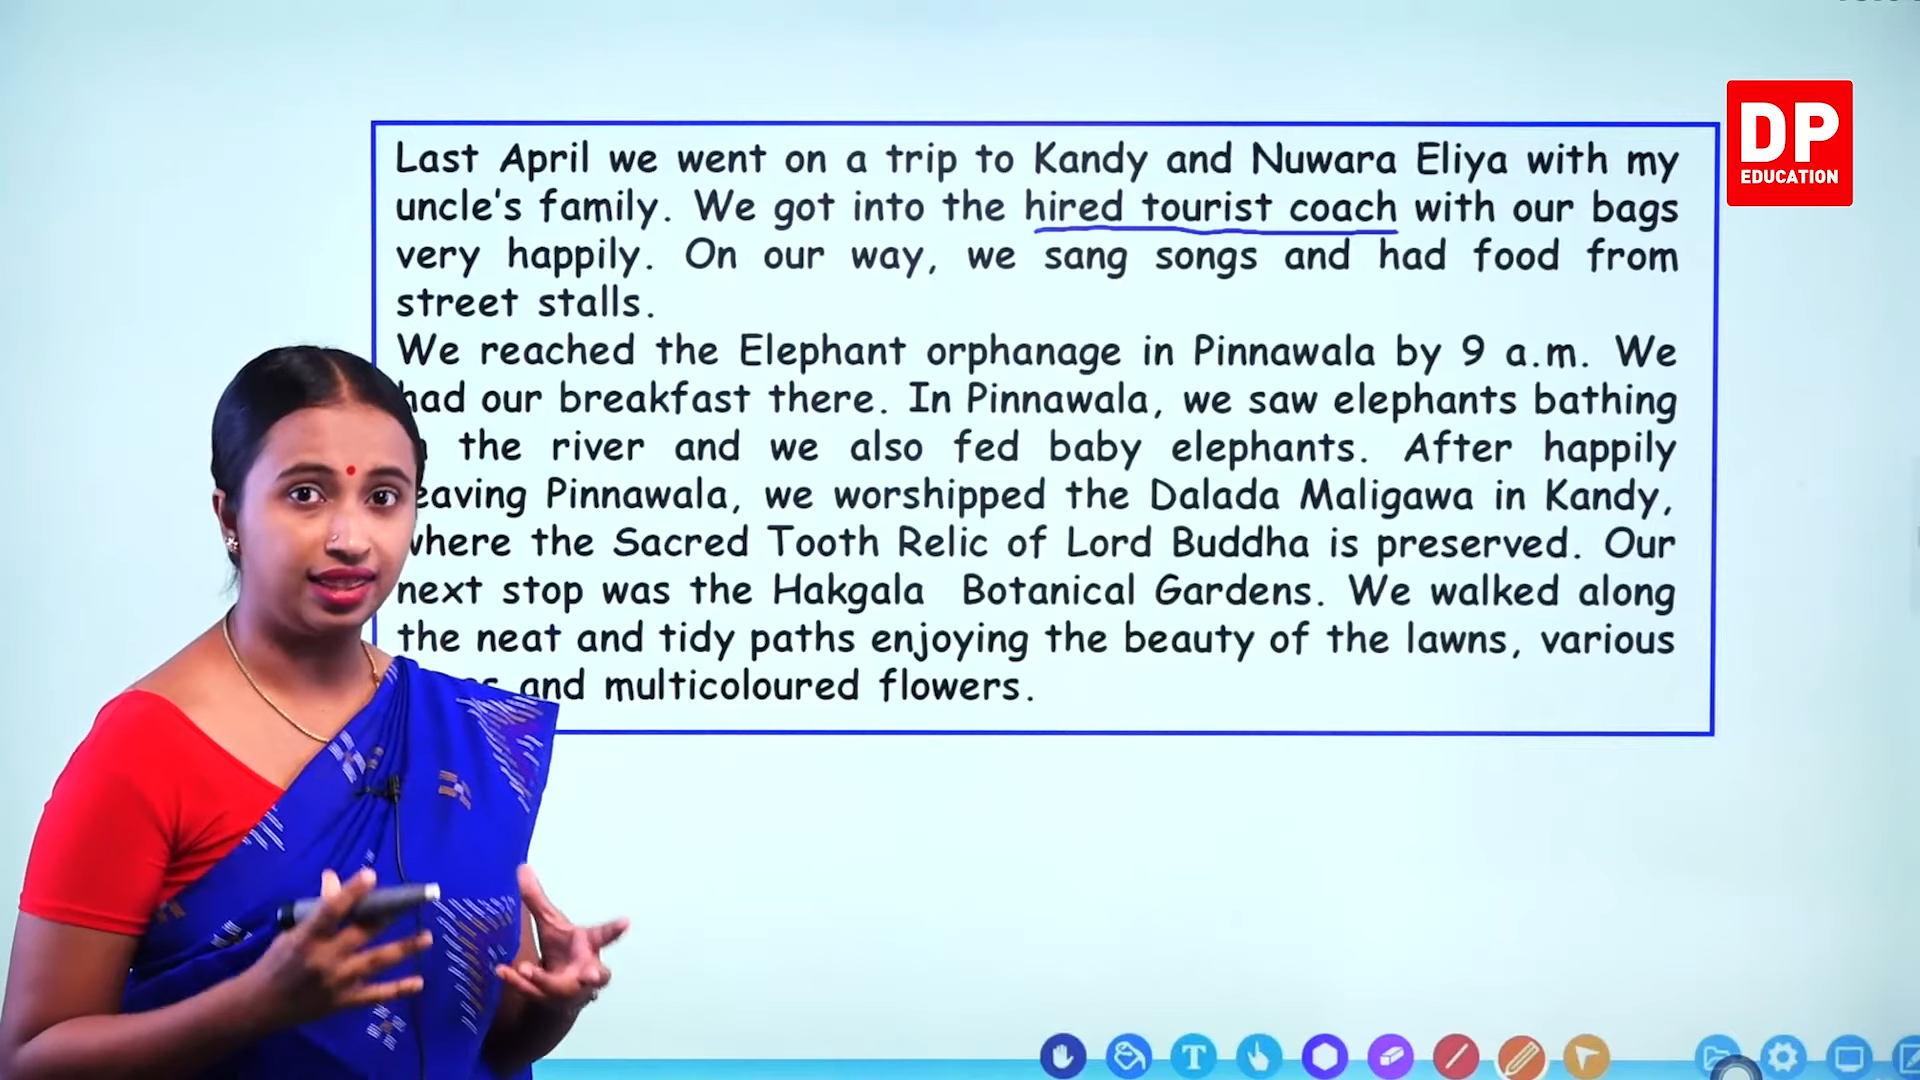 Last April we went on a trip to Kandy and Nuwara Eliya with my
uncle's family. We got into the hired tourist coach with our bags
very happily. On our way, we sang songs and had food from
street stalls.
We reached the Elephant orphanage in Pinnawala by 9 a.m. We
had our breakfast there. In Pinnawala, we saw elephants bathing
the river and we also fed baby elephants. After happily
leaving Pinnawala, we worshipped the Dalada Maligawa in Kandy,
where the Sacred Tooth Relic of Lord Buddha is preserved. Our
next stop was the Hakgala Botanical Gardens. We walked along
the neat and tidy paths enjoying the beauty of the lawns, various
and multicoloured flowers.
DP
EDUCATION
T